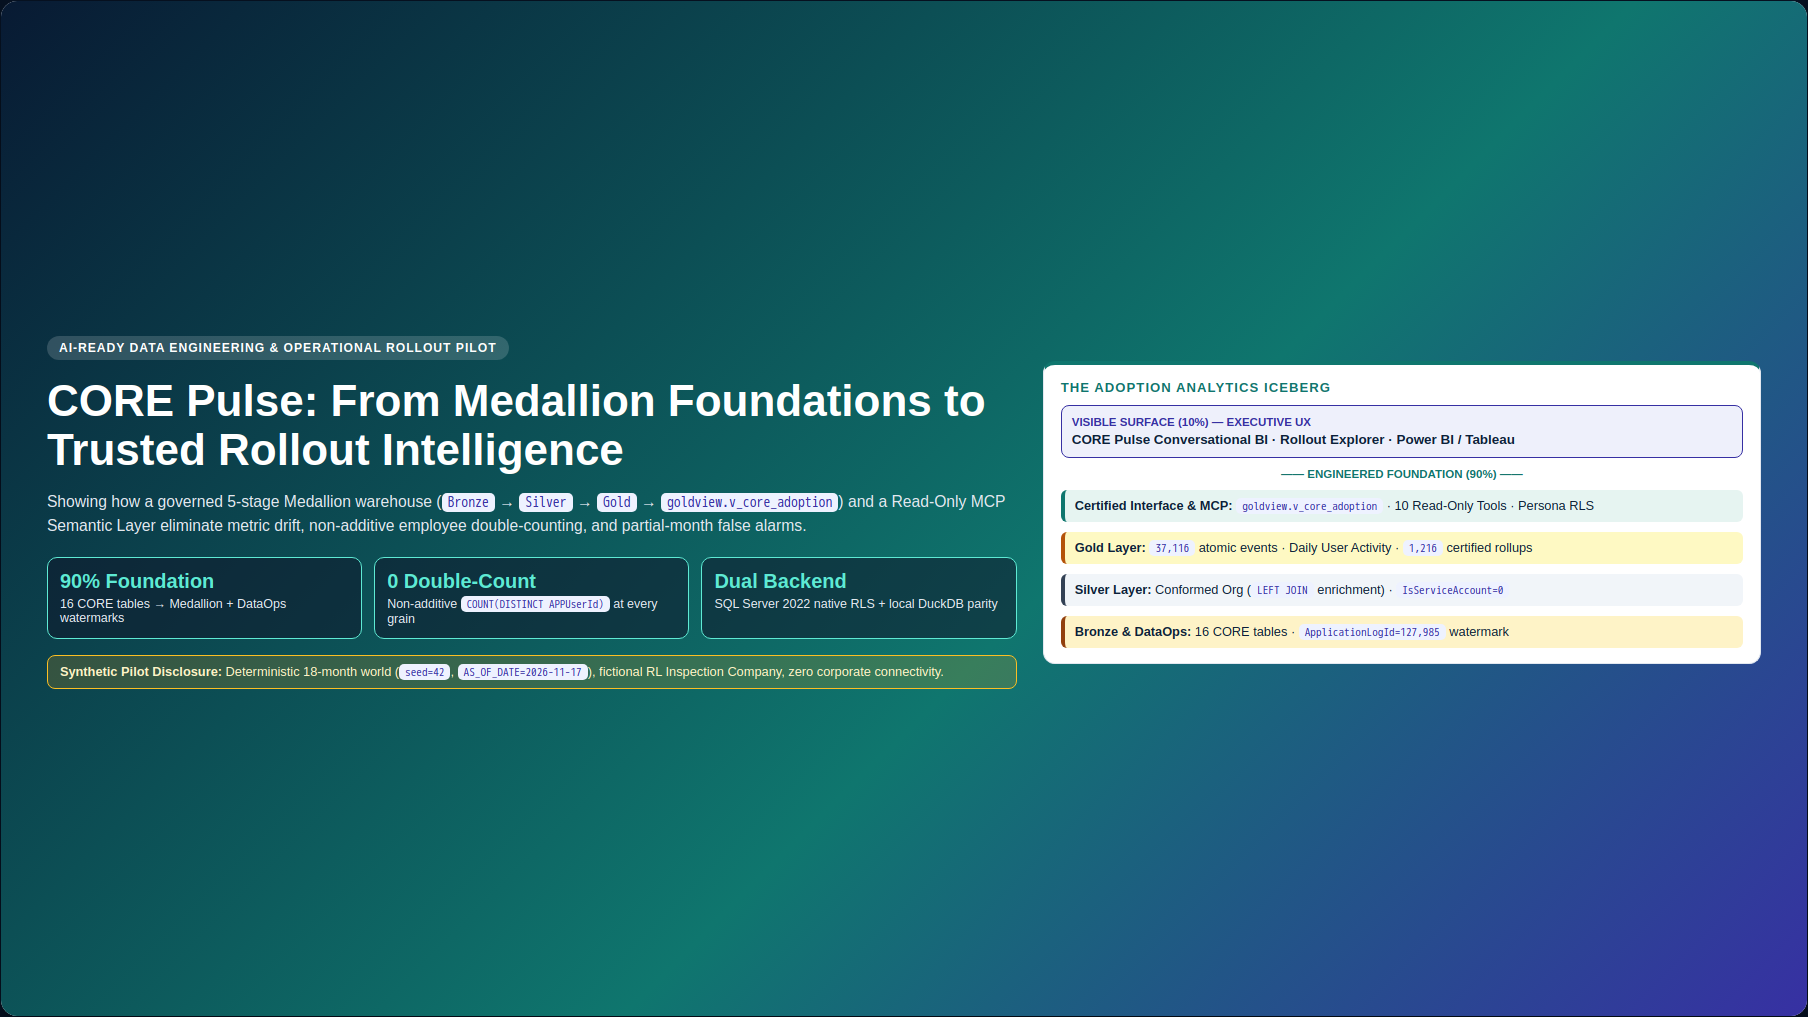 AI-READY DATA ENGINEERING & OPERATIONAL ROLLOUT PILOT
CORE Pulse: From Medallion Foundations to
Trusted Rollout Intelligence
Showing how a governed 5-stage Medallion warehouse (Bronze → Silver → Gold → goldview.v_core_adoption) and a Read-Only MCP
Semantic Layer eliminate metric drift, non-additive employee double-counting, and partial-month false alarms.
90% Foundation
16 CORE tables → Medallion + DataOps
watermarks
0 Double-Count
Non-additive COUNT(DISTINCT APPUserId) at every
grain
Dual Backend
SQL Server 2022 native RLS + local DuckDB parity
Synthetic Pilot Disclosure: Deterministic 18-month world (seed=42, AS_OF_DATE=2026-11-17), fictional RL Inspection Company, zero corporate connectivity.
THE ADOPTION ANALYTICS ICEBERG
VISIBLE SURFACE (10%) — EXECUTIVE UX
CORE Pulse Conversational BI · Rollout Explorer · Power BI / Tableau
—— ENGINEERED FOUNDATION (90%) ——
Certified Interface & MCP: goldview.v_core_adoption · 10 Read-Only Tools · Persona RLS
Gold Layer: 37,116 atomic events · Daily User Activity · 1,216 certified rollups
Silver Layer: Conformed Org ( LEFT JOIN enrichment) · IsServiceAccount=0
Bronze & DataOps: 16 CORE tables · ApplicationLogId=127,985 watermark